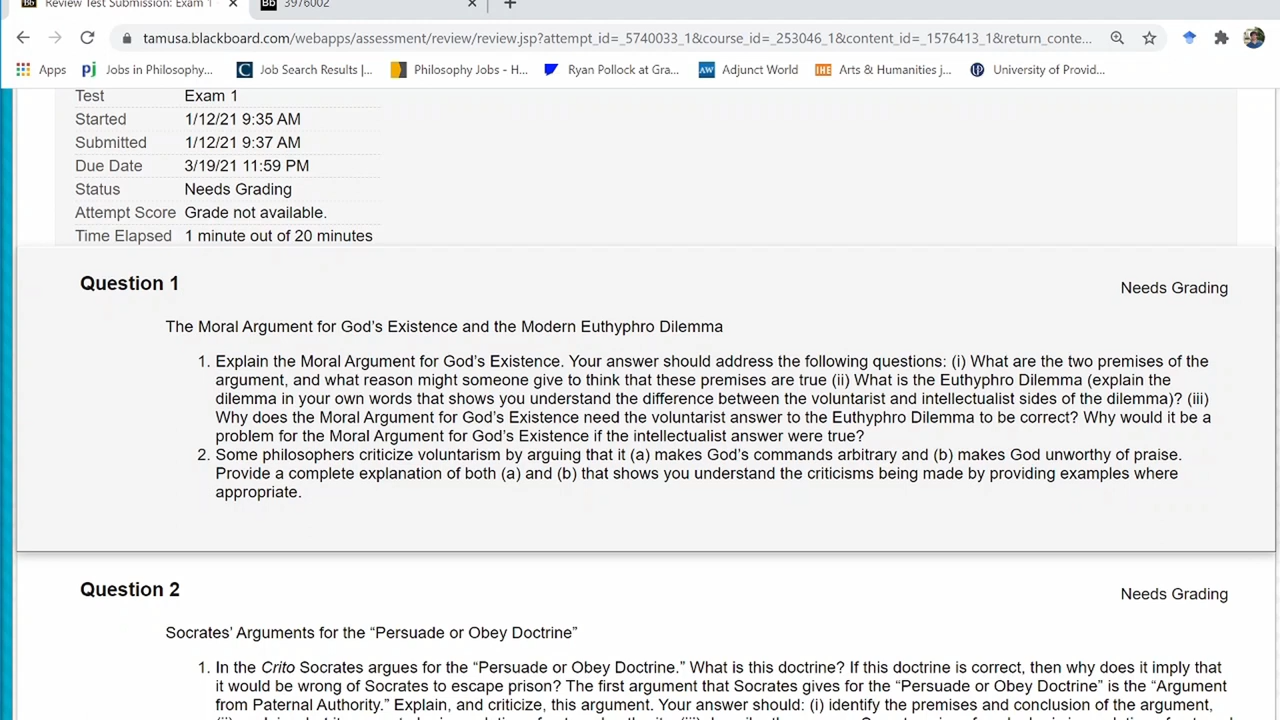 Review Test Submission: Exam 1
3976002
tamusa.blackboard.com/webapps/assessment/review/review.jsp?attempt_id=_5740033_1&course_id=_253046_1&content_id=_1576413_1&return_conte...
Apps Jobs in Philosophy... Job Search Results |... Philosophy Jobs - H... Ryan Pollock at Gra... Adjunct World Arts & Humanities j... University of Provid...
Test Exam 1
Started 1/12/21 9:35 AM
Submitted 1/12/21 9:37 AM
Due Date 3/19/21 11:59 PM
Status Needs Grading
Attempt Score Grade not available.
Time Elapsed 1 minute out of 20 minutes
Question 1
Needs Grading
The Moral Argument for God's Existence and the Modern Euthyphro Dilemma
1. Explain the Moral Argument for God's Existence. Your answer should address the following questions: (i) What are the two premises of the
argument, and what reason might someone give to think that these premises are true (ii) What is the Euthyphro Dilemma (explain the
dilemma in your own words that shows you understand the difference between the voluntarist and intellectualist sides of the dilemma)? (iii)
Why does the Moral Argument for God's Existence need the voluntarist answer to the Euthyphro Dilemma to be correct? Why would it be a
problem for the Moral Argument for God's Existence if the intellectualist answer were true?
2. Some philosophers criticize voluntarism by arguing that it (a) makes God's commands arbitrary and (b) makes God unworthy of praise.
Provide a complete explanation of both (a) and (b) that shows you understand the criticisms being made by providing examples where
appropriate.
Question 2
Needs Grading
Socrates' Arguments for the "Persuade or Obey Doctrine"
1. In the Crito Socrates argues for the "Persuade or Obey Doctrine." What is this doctrine? If this doctrine is correct, then why does it imply that
it would be wrong of Socrates to escape prison? The first argument that Socrates gives for the "Persuade or Obey Doctrine" is the "Argument
from Paternal Authority." Explain, and criticize, this argument. Your answer should: (i) identify the premises and conclusion of the argument,